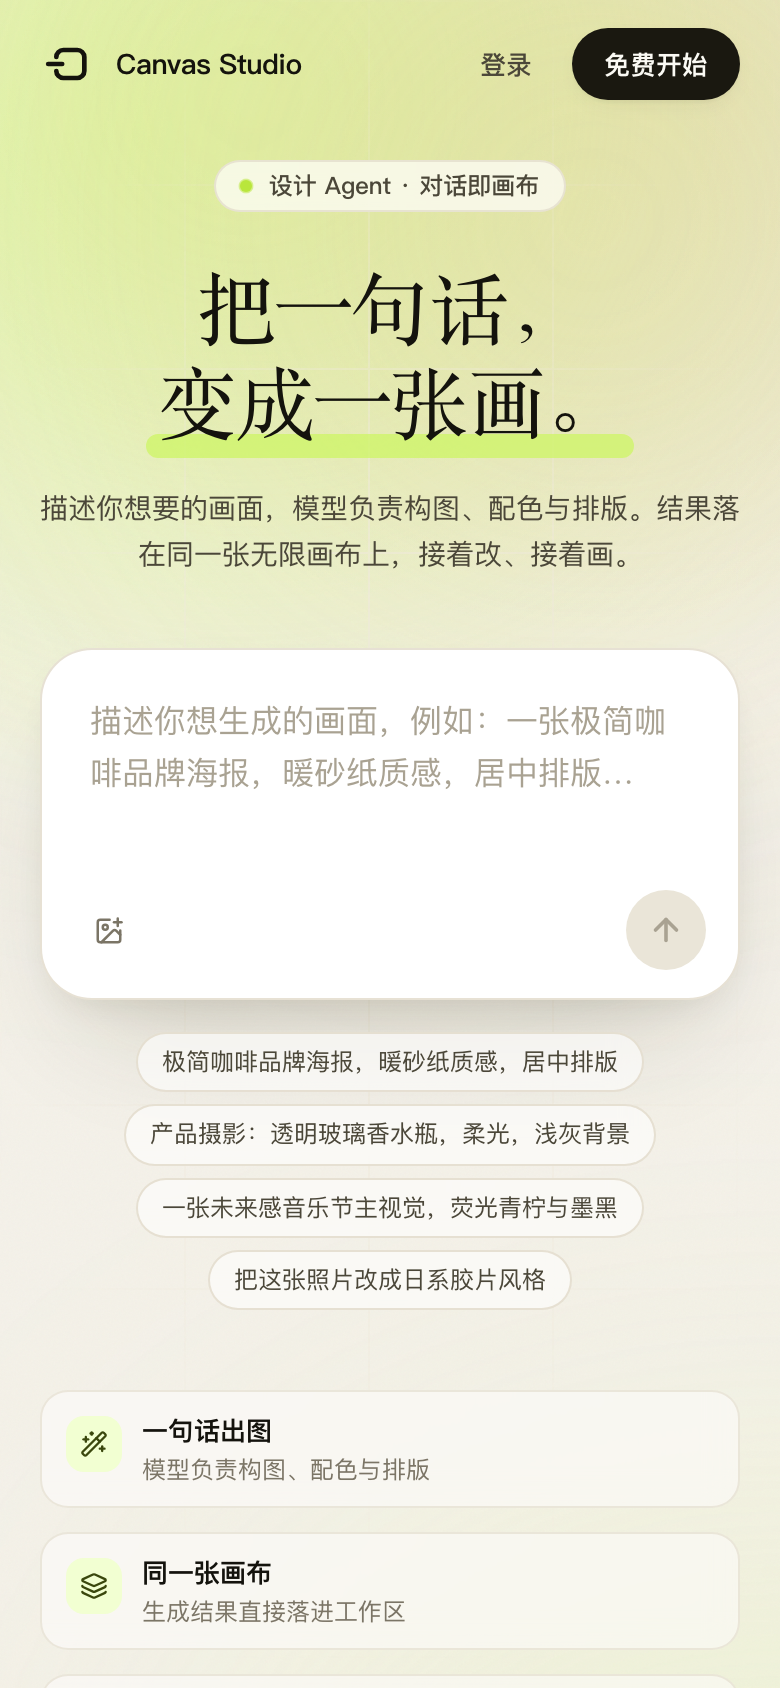 Canvas Studio
登录
免费开始
设计 Agent · 对话即画布
把一句话，
变成一张画。
描述你想要的画面，模型负责构图、配色与排版。结果落
在同一张无限画布上，接着改、接着画。
描述你想生成的画面，例如：一张极简咖
啡品牌海报，暖砂纸质感，居中排版...
极简咖啡品牌海报，暖砂纸质感，居中排版
产品摄影：透明玻璃香水瓶，柔光，浅灰背景
一张未来感音乐节主视觉，荧光青柠与墨黑
把这张照片改成日系胶片风格
一句话出图
模型负责构图、配色与排版
同一张画布
生成结果直接落进工作区